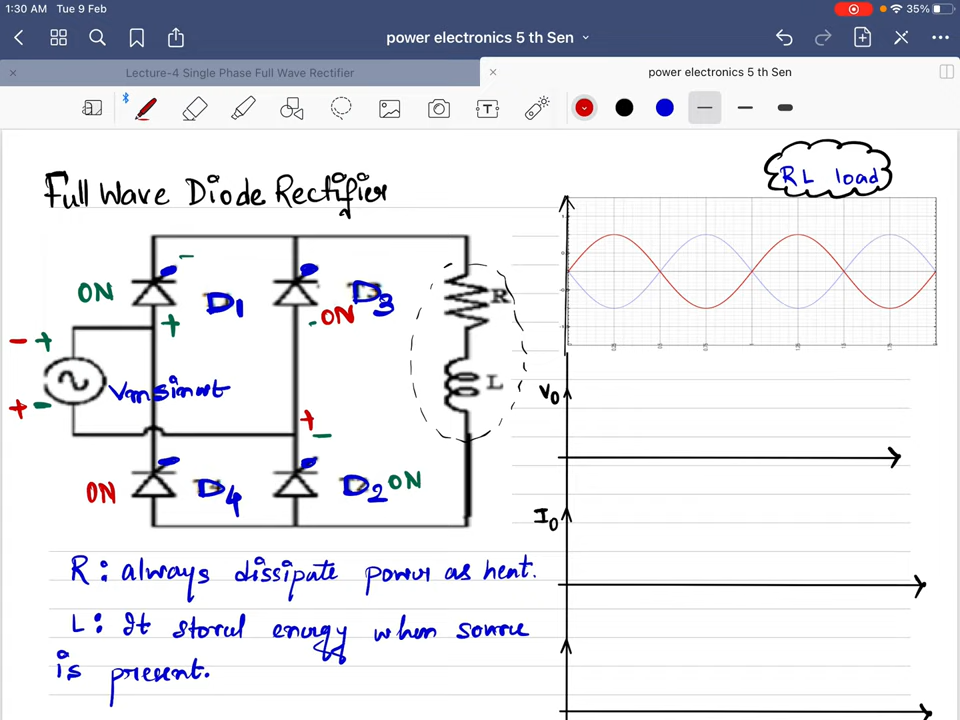 1:30 AM Tue 9 Feb
35%
power electronics 5 th Sen
Lecture-4 Single Phase Full Wave Rectifier
power electronics 5 th Sen
Full Wave Diode Rectifier
RL load
ON
D1
D3
ON
R
Vm sinωt
L
ON
D4
D2 ON
R : always dissipate power as heat.
L : It stored energy when source
is present.
V0
I0